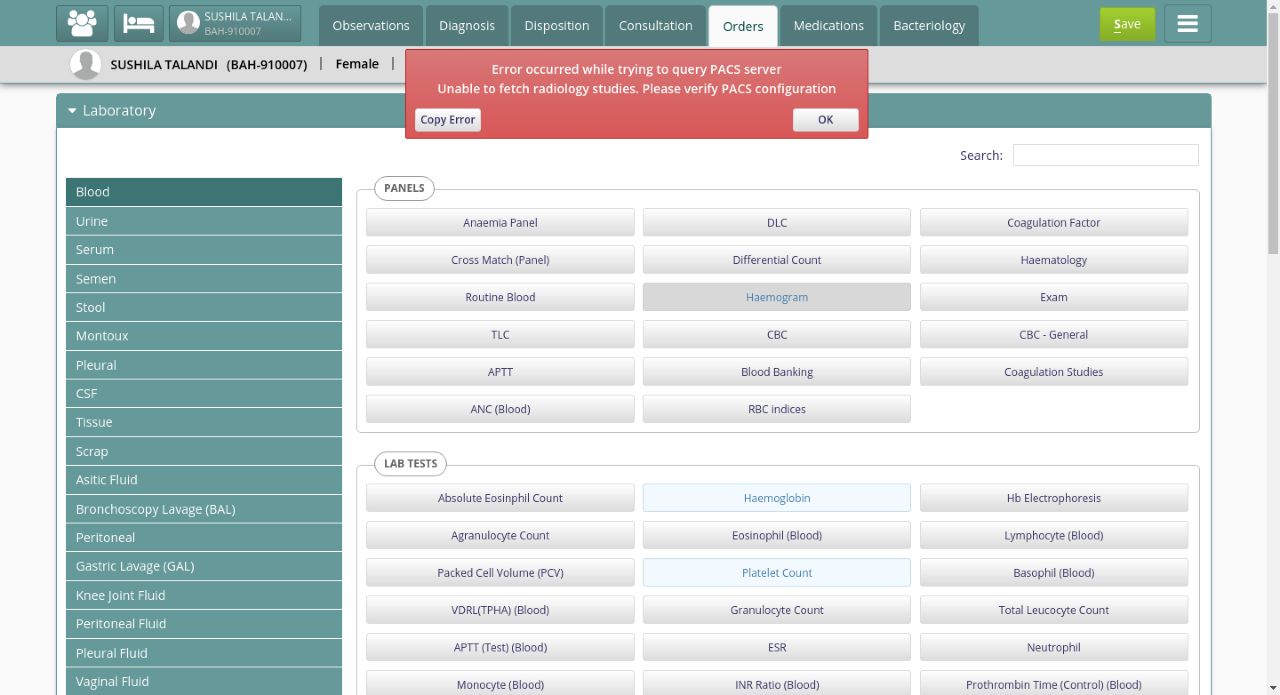 SUSHILA TALAN...
BAH-910007
Observations
Diagnosis
Disposition
Consultation
Orders
Medications
Bacteriology
Save
SUSHILA TALANDI (BAH-910007) | Female |
Error occurred while trying to query PACS server
Unable to fetch radiology studies. Please verify PACS configuration
Copy Error
OK
Laboratory
Search:
Blood
Urine
Serum
Semen
Stool
Montoux
Pleural
CSF
Tissue
Scrap
Asitic Fluid
Bronchoscopy Lavage (BAL)
Peritoneal
Gastric Lavage (GAL)
Knee Joint Fluid
Peritoneal Fluid
Pleural Fluid
Vaginal Fluid
PANELS
Anaemia Panel
DLC
Coagulation Factor
Cross Match (Panel)
Differential Count
Haematology
Routine Blood
Haemogram
Exam
TLC
CBC
CBC - General
APTT
Blood Banking
Coagulation Studies
ANC (Blood)
RBC indices
LAB TESTS
Absolute Eosinphil Count
Haemoglobin
Hb Electrophoresis
Agranulocyte Count
Eosinophil (Blood)
Lymphocyte (Blood)
Packed Cell Volume (PCV)
Platelet Count
Basophil (Blood)
VDRL(TPHA) (Blood)
Granulocyte Count
Total Leucocyte Count
APTT (Test) (Blood)
ESR
Neutrophil
Monocyte (Blood)
INR Ratio (Blood)
Prothrombin Time (Control) (Blood)